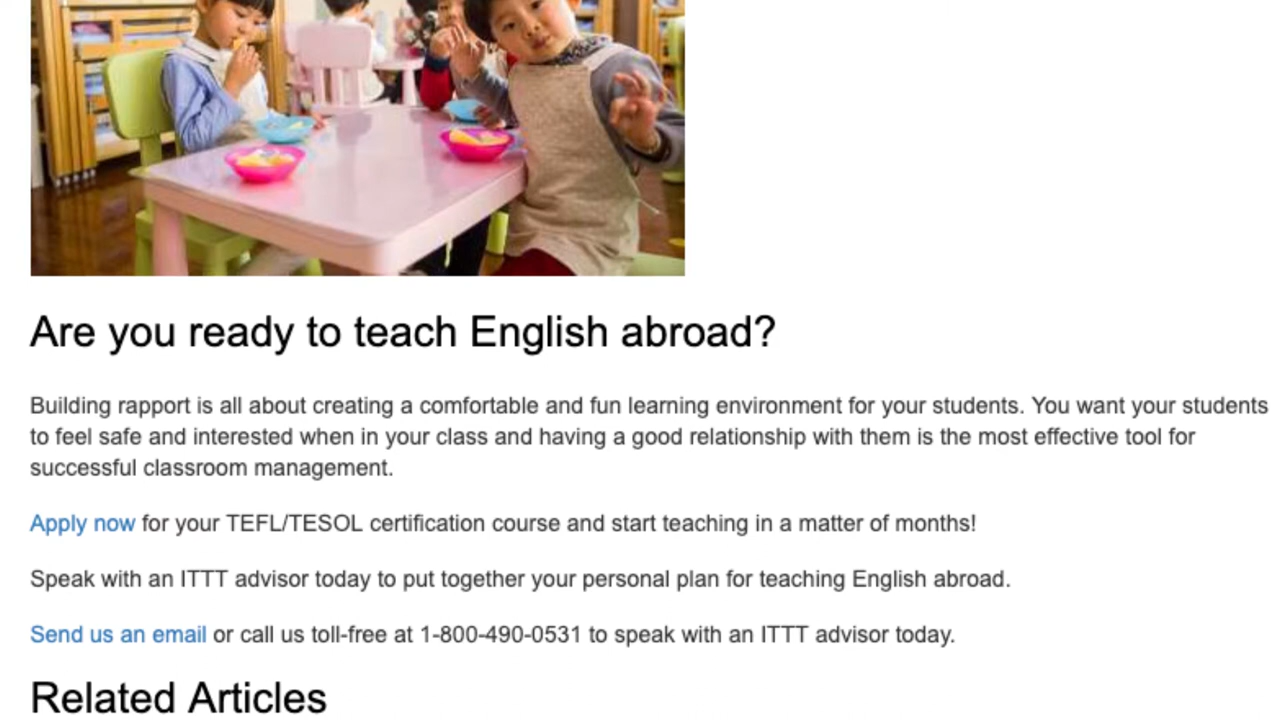 Are you ready to teach English abroad?
Building rapport is all about creating a comfortable and fun learning environment for your students. You want your students
to feel safe and interested when in your class and having a good relationship with them is the most effective tool for
successful classroom management.
Apply now for your TEFL/TESOL certification course and start teaching in a matter of months!
Speak with an ITTT advisor today to put together your personal plan for teaching English abroad.
Send us an email or call us toll-free at 1-800-490-0531 to speak with an ITTT advisor today.
Related Articles